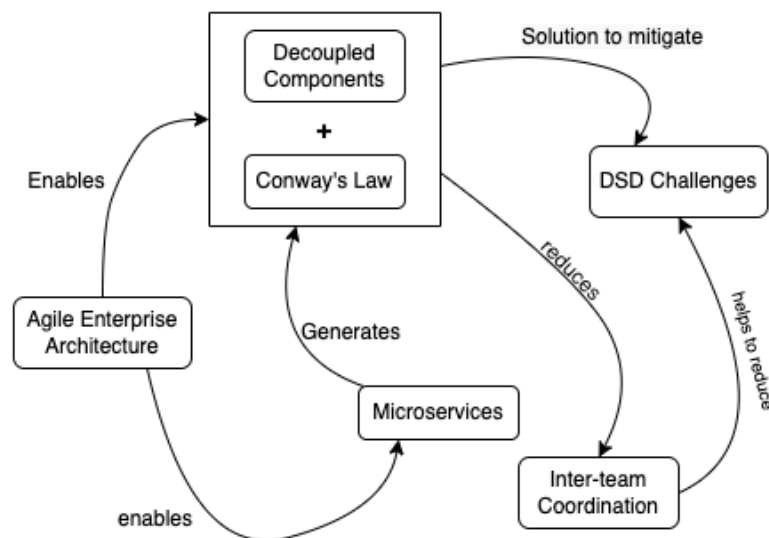 Solution to mitigate
Decoupled
Components
+
Conway's Law
DSD Challenges
Enables
reduces
helps to reduce
Agile Enterprise
Architecture
Generates
Microservices
Inter-team
Coordination
enables